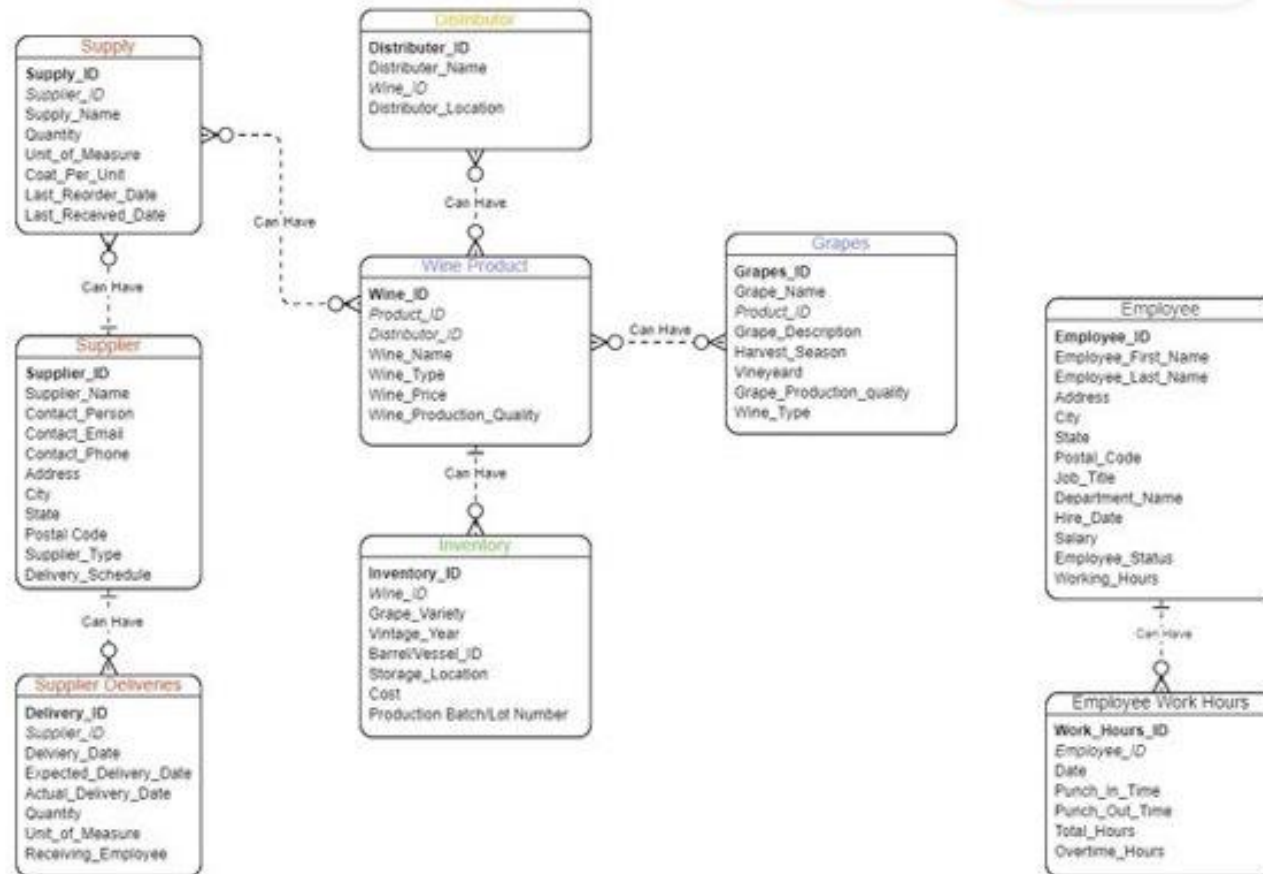 Supply
Supply_ID
Supplier_ID
Supply_Name
Quantity
Unit_of_Measure
Coat_Per_Unit
Last_Reorder_Date
Last_Received_Date
Can Have
Supplier
Supplier_ID
Supplier_Name
Contact_Person
Contact_Email
Contact_Phone
Address
City
State
Postal Code
Supplier_Type
Delivery_Schedule
Can Have
Supplier Deliveries
Delivery_ID
Supplier_ID
Delviery_Date
Expected_Delivery_Date
Actual_Delivery_Date
Quantity
Unit_of_Measure
Receiving_Employee
Can Have
Distributor
Distributer_ID
Distributer_Name
Wine_ID
Distributor_Location
Can Have
Wine Product
Wine_ID
Product_ID
Distributor_ID
Wine_Name
Wine_Type
Wine_Price
Wine_Production_Quality
Can Have
Inventory
Inventory_ID
Wine_ID
Grape_Variety
Vintage_Year
Barrel/Vessel_ID
Storage_Location
Cost
Production Batch/Lot Number
Can Have
Grapes
Grapes_ID
Grape_Name
Product_ID
Grape_Description
Harvest_Season
Vineyeard
Grape_Production_quality
Wine_Type
Employee
Employee_ID
Employee_First_Name
Employee_Last_Name
Address
City
State
Postal_Code
Job_Title
Department_Name
Hire_Date
Salary
Employee_Status
Working_Hours
Can Have
Employee Work Hours
Work_Hours_ID
Employee_ID
Date
Punch_In_Time
Punch_Out_Time
Total_Hours
Overtime_Hours